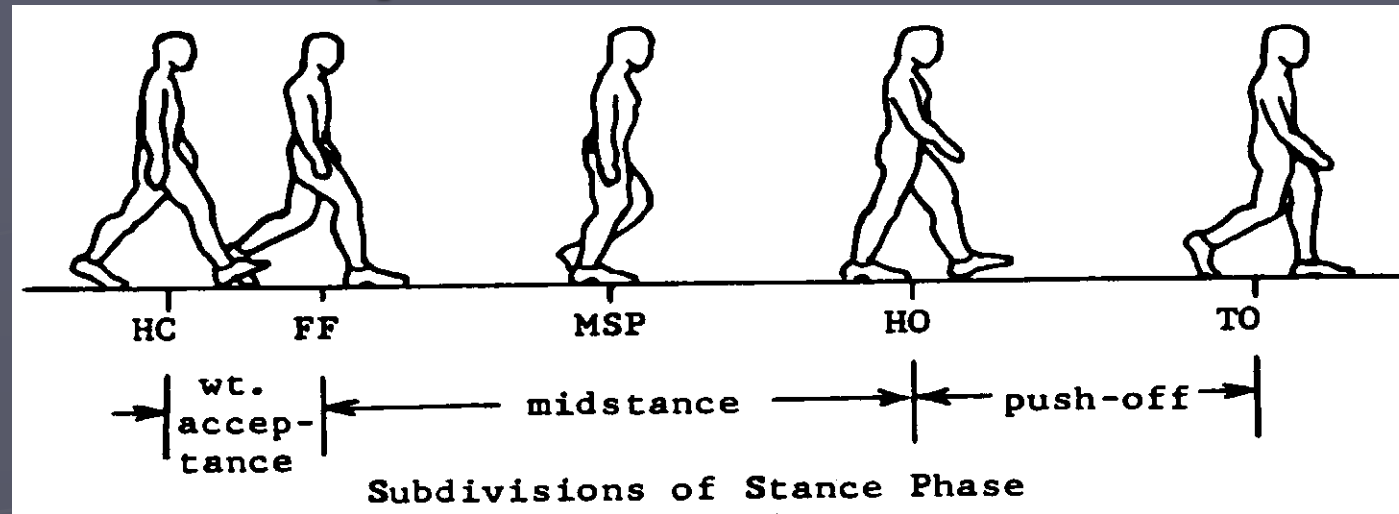 HC FF MSP HO TO
wt.
accep-
tance
midstance
push-off
Subdivisions of Stance Phase